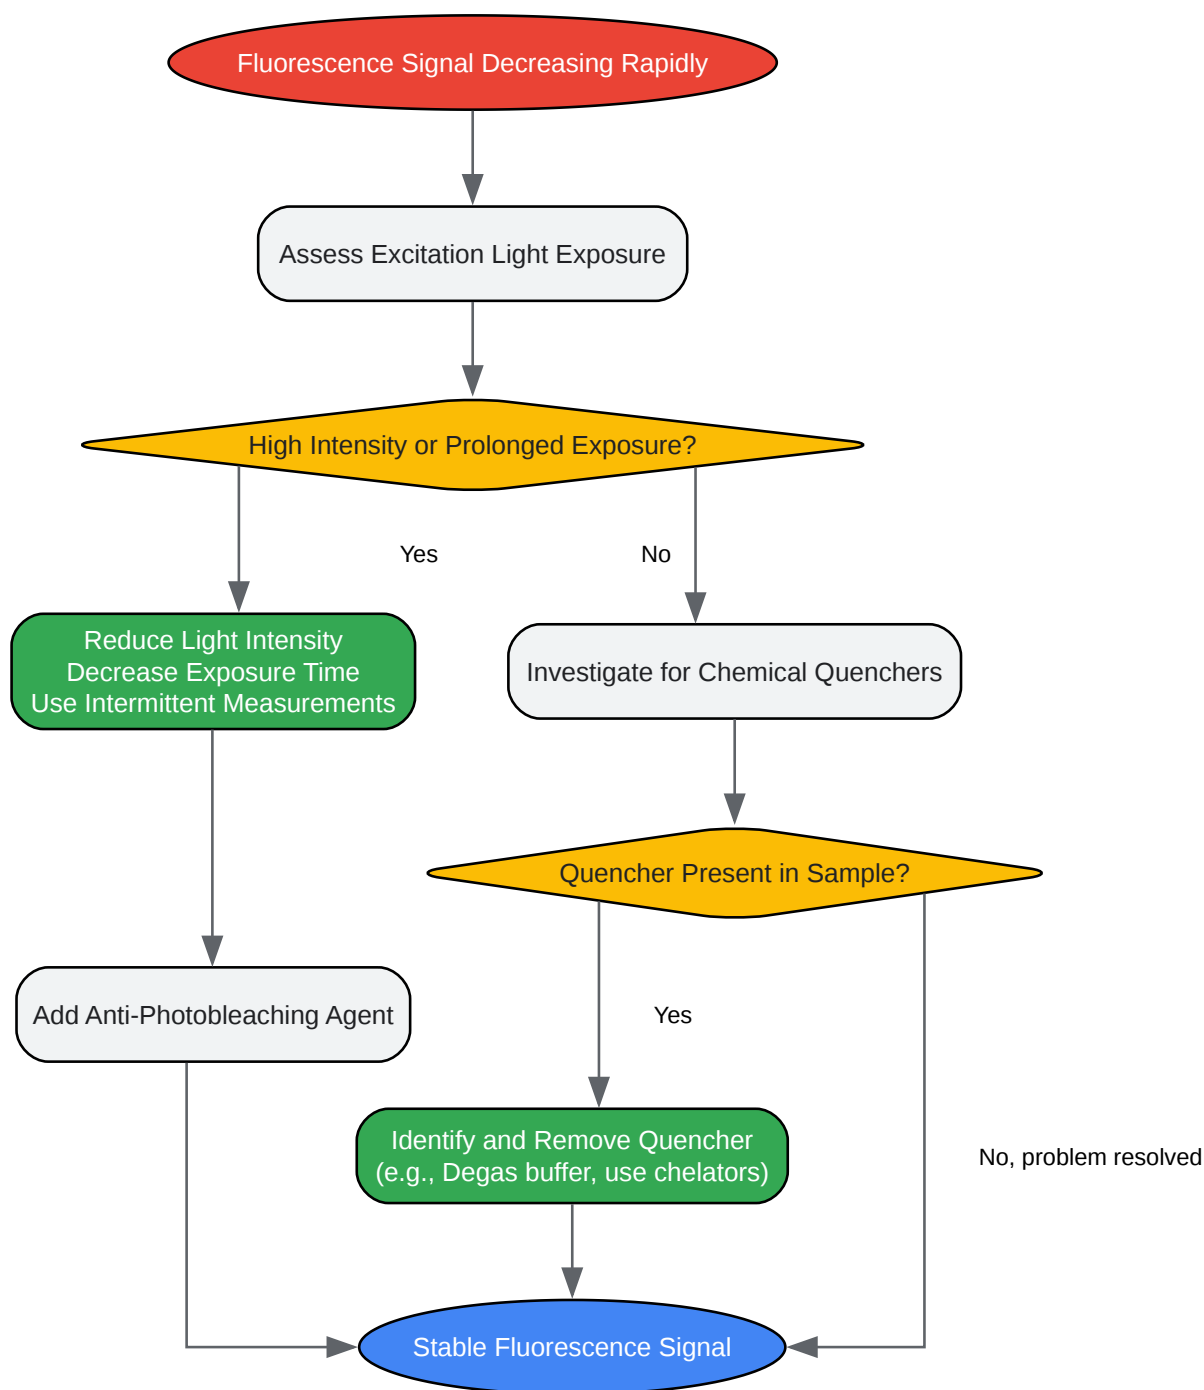 Fluorescence Signal Decreasing Rapidly
Assess Excitation Light Exposure
High Intensity or Prolonged Exposure?
Yes
No
Reduce Light Intensity
Decrease Exposure Time
Use Intermittent Measurements
Investigate for Chemical Quenchers
Quencher Present in Sample?
Add Anti-Photobleaching Agent
Yes
Identify and Remove Quencher
(e.g., Degas buffer, use chelators)
No, problem resolved
Stable Fluorescence Signal